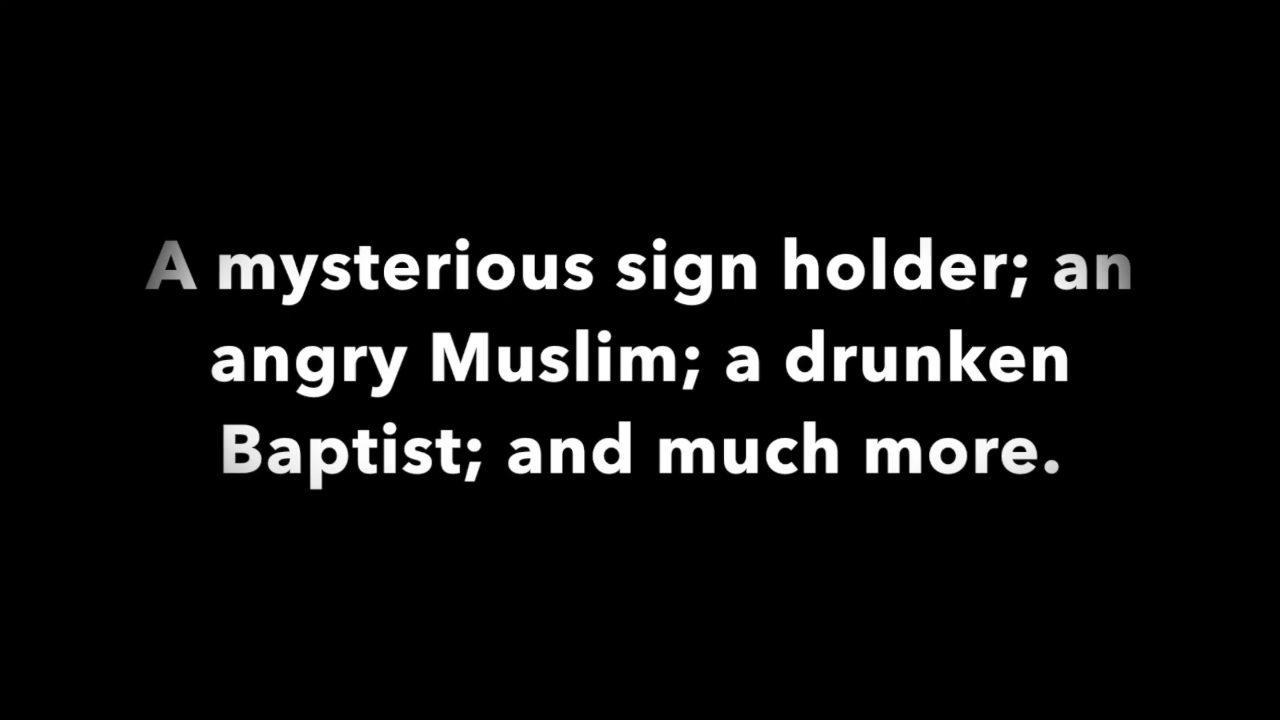 A mysterious sign holder; an
angry Muslim; a drunken
Baptist; and much more.